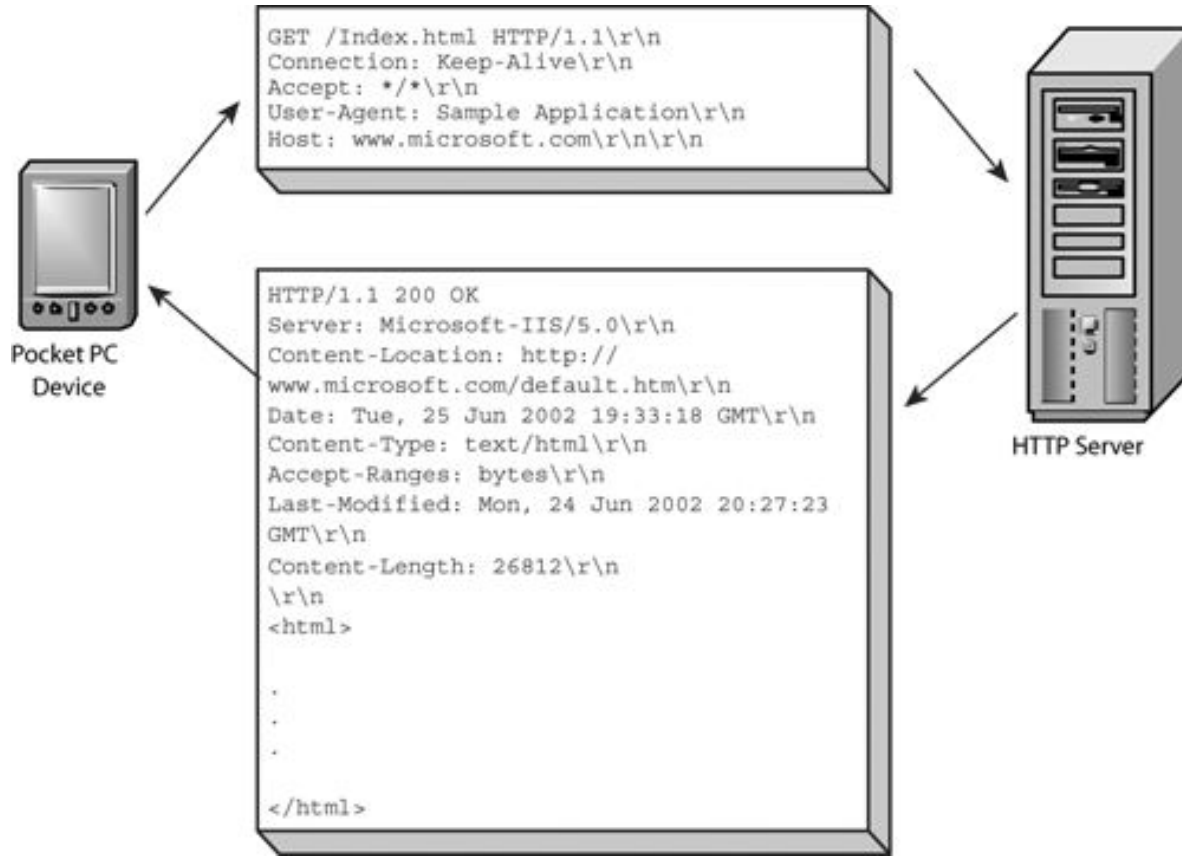 GET /Index.html HTTP/1.1\r\n
Connection: Keep-Alive\r\n
Accept: */*\r\n
User-Agent: Sample Application\r\n
Host: www.microsoft.com\r\n\r\n
Pocket PC
Device
HTTP/1.1 200 OK
Server: Microsoft-IIS/5.0\r\n
Content-Location: http://
www.microsoft.com/default.htm\r\n
Date: Tue, 25 Jun 2002 19:33:18 GMT\r\n
Content-Type: text/html\r\n
Accept-Ranges: bytes\r\n
Last-Modified: Mon, 24 Jun 2002 20:27:23
GMT\r\n
Content-Length: 26812\r\n
\r\n
<html>
.
.
.
</html>
HTTP Server